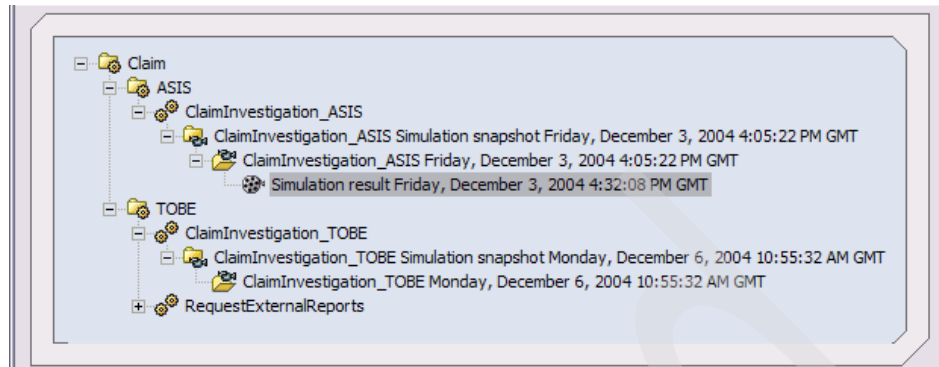 Claim
ASIS
ClaimInvestigation_ASIS
ClaimInvestigation_ASIS Simulation snapshot Friday, December 3, 2004 4:05:22 PM GMT
ClaimInvestigation_ASIS Friday, December 3, 2004 4:05:22 PM GMT
Simulation result Friday, December 3, 2004 4:32:08 PM GMT
TOBE
ClaimInvestigation_TOBE
ClaimInvestigation_TOBE Simulation snapshot Monday, December 6, 2004 10:55:32 AM GMT
ClaimInvestigation_TOBE Monday, December 6, 2004 10:55:32 AM GMT
RequestExternalReports